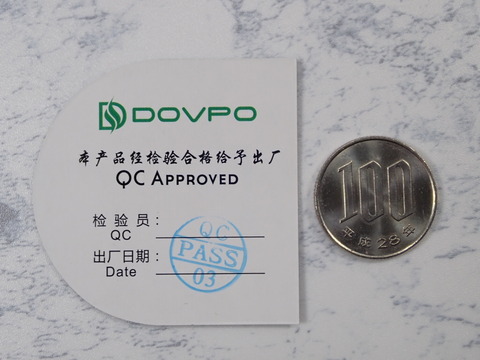 DOVPO
本产品经检验合格给予出厂
QC APPROVED
检验员：
QC
出厂日期：
Date
QC
PASS
03
100
平成28年